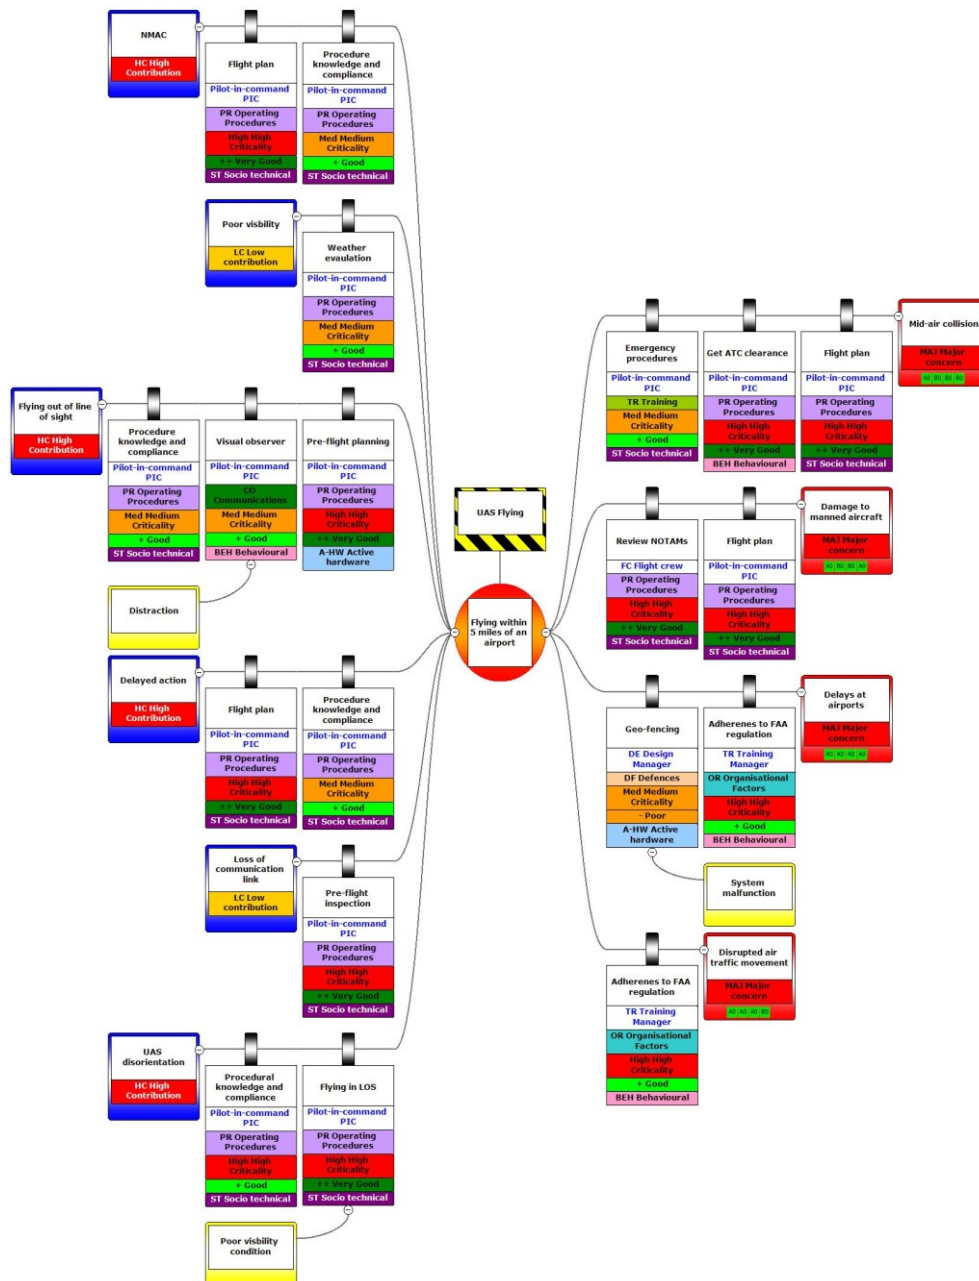 NMAC
HC High
Contribution
Flight plan
Pilot-in-command
PIC
PR Operating
Procedures
High High
Criticality
++ Very Good
ST Socio technical
Procedure
knowledge and
compliance
Pilot-in-command
PIC
PR Operating
Procedures
Med Medium
Criticality
+ Good
ST Socio technical
Poor visbility
LC Low
contribution
Weather
evaulation
Pilot-in-command
PIC
PR Operating
Procedures
Med Medium
Criticality
+ Good
ST Socio technical
Flying out of line
of sight
HC High
Contribution
Procedure
knowledge and
compliance
Pilot-in-command
PIC
PR Operating
Procedures
Med Medium
Criticality
+ Good
ST Socio technical
Visual observer
Pilot-in-command
PIC
CO
Communications
Med Medium
Criticality
+ Good
BEH Behavioural
Pre-flight planning
Pilot-in-command
PIC
PR Operating
Procedures
High High
Criticality
++ Very Good
A-HW Active
hardware
Distraction
Delayed action
HC High
Contribution
Flight plan
Pilot-in-command
PIC
PR Operating
Procedures
High High
Criticality
++ Very Good
ST Socio technical
Procedure
knowledge and
compliance
Pilot-in-command
PIC
PR Operating
Procedures
Med Medium
Criticality
+ Good
ST Socio technical
Loss of
communication
link
LC Low
contribution
Pre-flight
inspection
Pilot-in-command
PIC
PR Operating
Procedures
High High
Criticality
++ Very Good
ST Socio technical
UAS
disorientation
HC High
Contribution
Procedural
knowledge and
compliance
Pilot-in-command
PIC
PR Operating
Procedures
High High
Criticality
+ Good
ST Socio technical
Flying in LOS
Pilot-in-command
PIC
PR Operating
Procedures
High High
Criticality
++ Very Good
ST Socio technical
Poor visbility
condition
UAS Flying
Flying within
5 miles of an
airport
Emergency
procedures
Pilot-in-command
PIC
TR Training
Med Medium
Criticality
+ Good
ST Socio technical
Get ATC clearance
Pilot-in-command
PIC
PR Operating
Procedures
High High
Criticality
++ Very Good
BEH Behavioural
Flight plan
Pilot-in-command
PIC
PR Operating
Procedures
High High
Criticality
++ Very Good
ST Socio technical
Mid-air collision
MAJ Major
concern
A0 B0 B0 B0
Review NOTAMs
FC Flight crew
PR Operating
Procedures
High High
Criticality
++ Very Good
ST Socio technical
Flight plan
Pilot-in-command
PIC
PR Operating
Procedures
High High
Criticality
++ Very Good
ST Socio technical
Damage to
manned aircraft
MAJ Major
concern
A0 B0 B0 A0
Geo-fencing
DE Design
Manager
DF Defences
Med Medium
Criticality
- Poor
A-HW Active
hardware
Adherenes to FAA
regulation
TR Training
Manager
OR Organisational
Factors
High High
Criticality
+ Good
BEH Behavioural
Delays at
airports
MAJ Major
concern
A0 A0 A0 A0
System
malfunction
Adherenes to FAA
regulation
TR Training
Manager
OR Organisational
Factors
High High
Criticality
+ Good
BEH Behavioural
Disrupted air
traffic movement
MAJ Major
concern
A0 A0 A0 B0